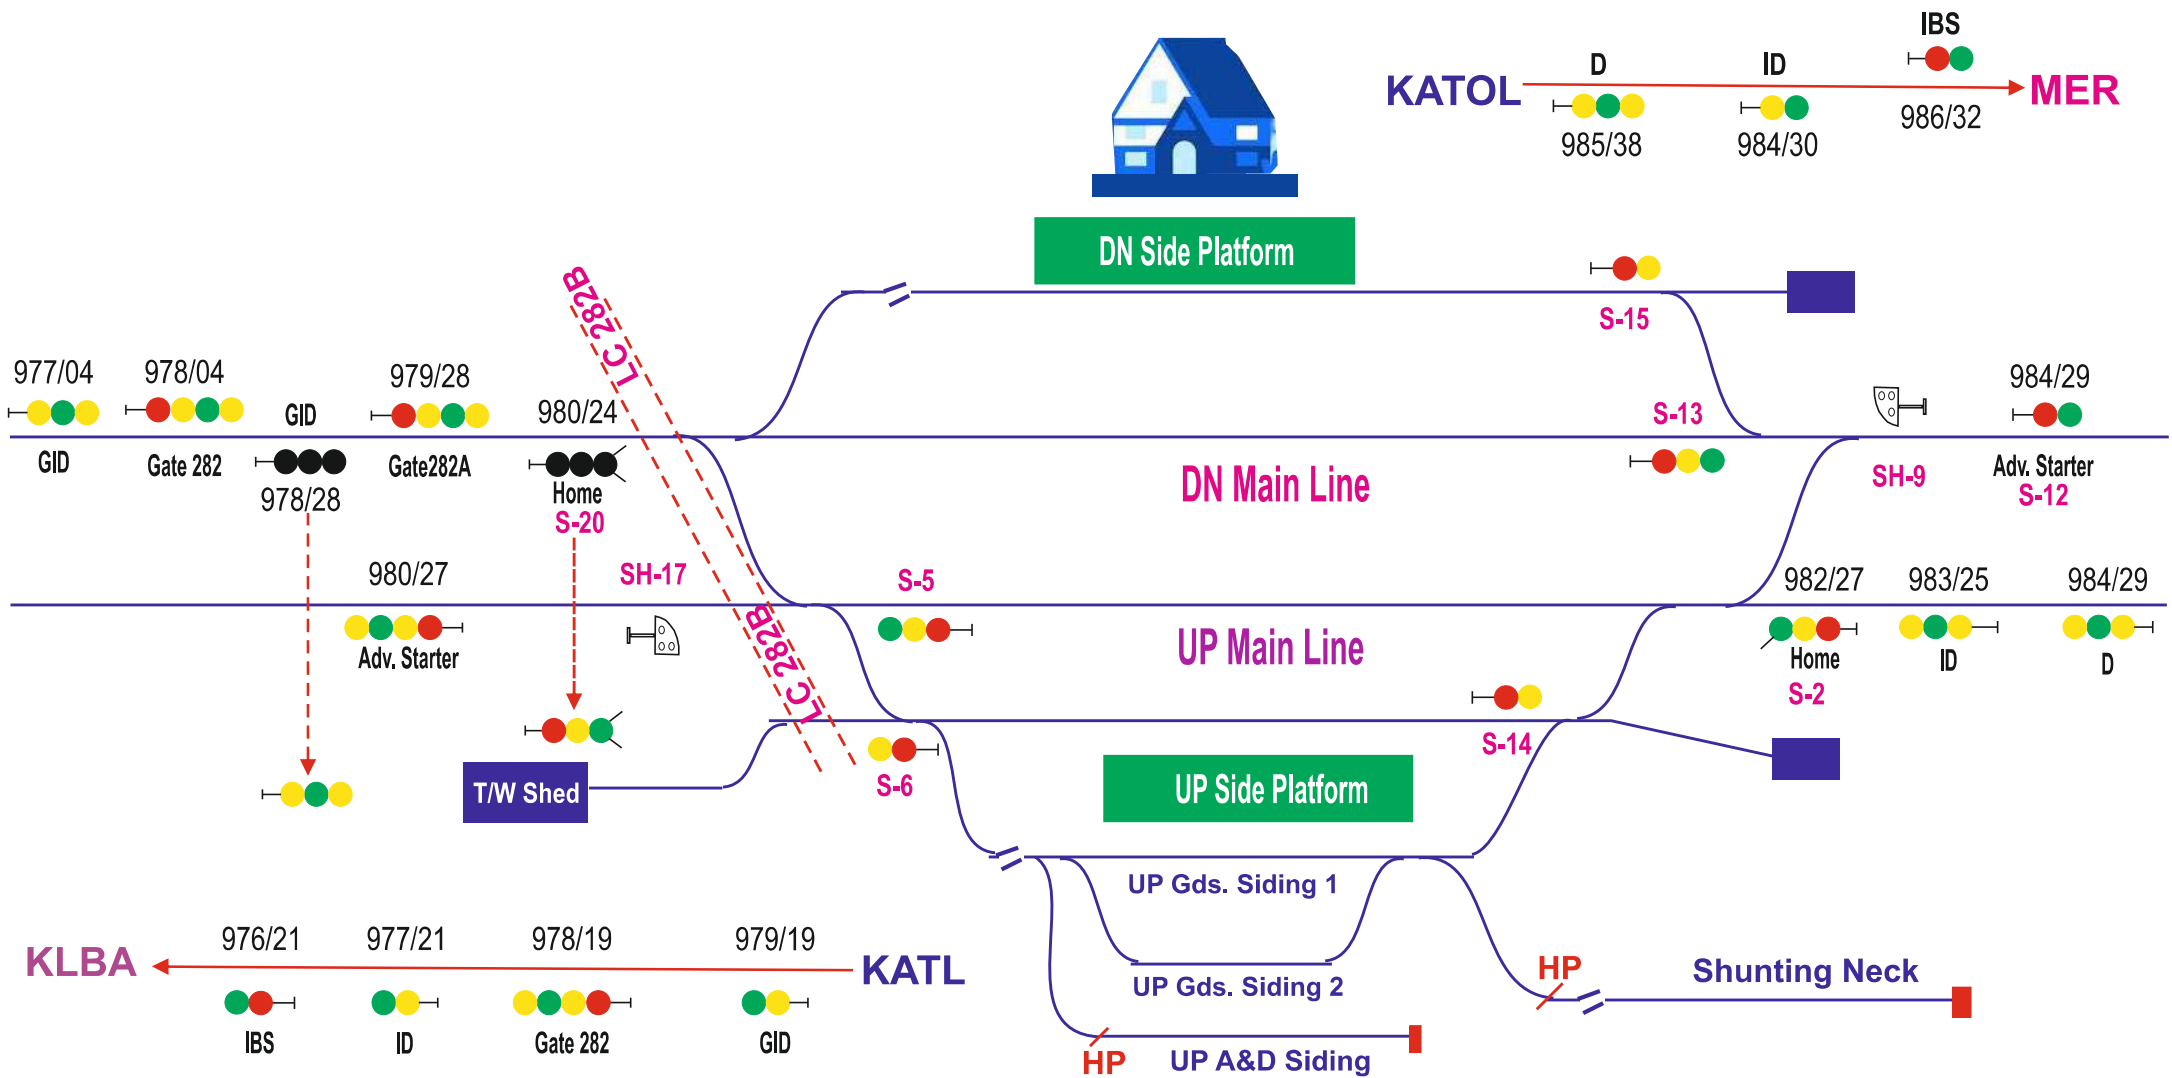 IBS
D
ID
KATOL
MER
985/38
984/30
986/32
DN Side Platform
LC 282B
S-15
977/04
978/04
979/28
980/24
984/29
GID
S-13
GID
Gate 282
Gate282A
Home
S-20
978/28
DN Main Line
SH-9
Adv. Starter
S-12
980/27
SH-17
S-5
982/27
983/25
984/29
Adv. Starter
LC 282B
UP Main Line
Home
ID
D
S-2
S-14
T/W Shed
S-6
UP Side Platform
UP Gds. Siding 1
976/21
977/21
978/19
979/19
KLBA
KATL
UP Gds. Siding 2
HP
Shunting Neck
IBS
ID
Gate 282
GID
HP
UP A&D Siding